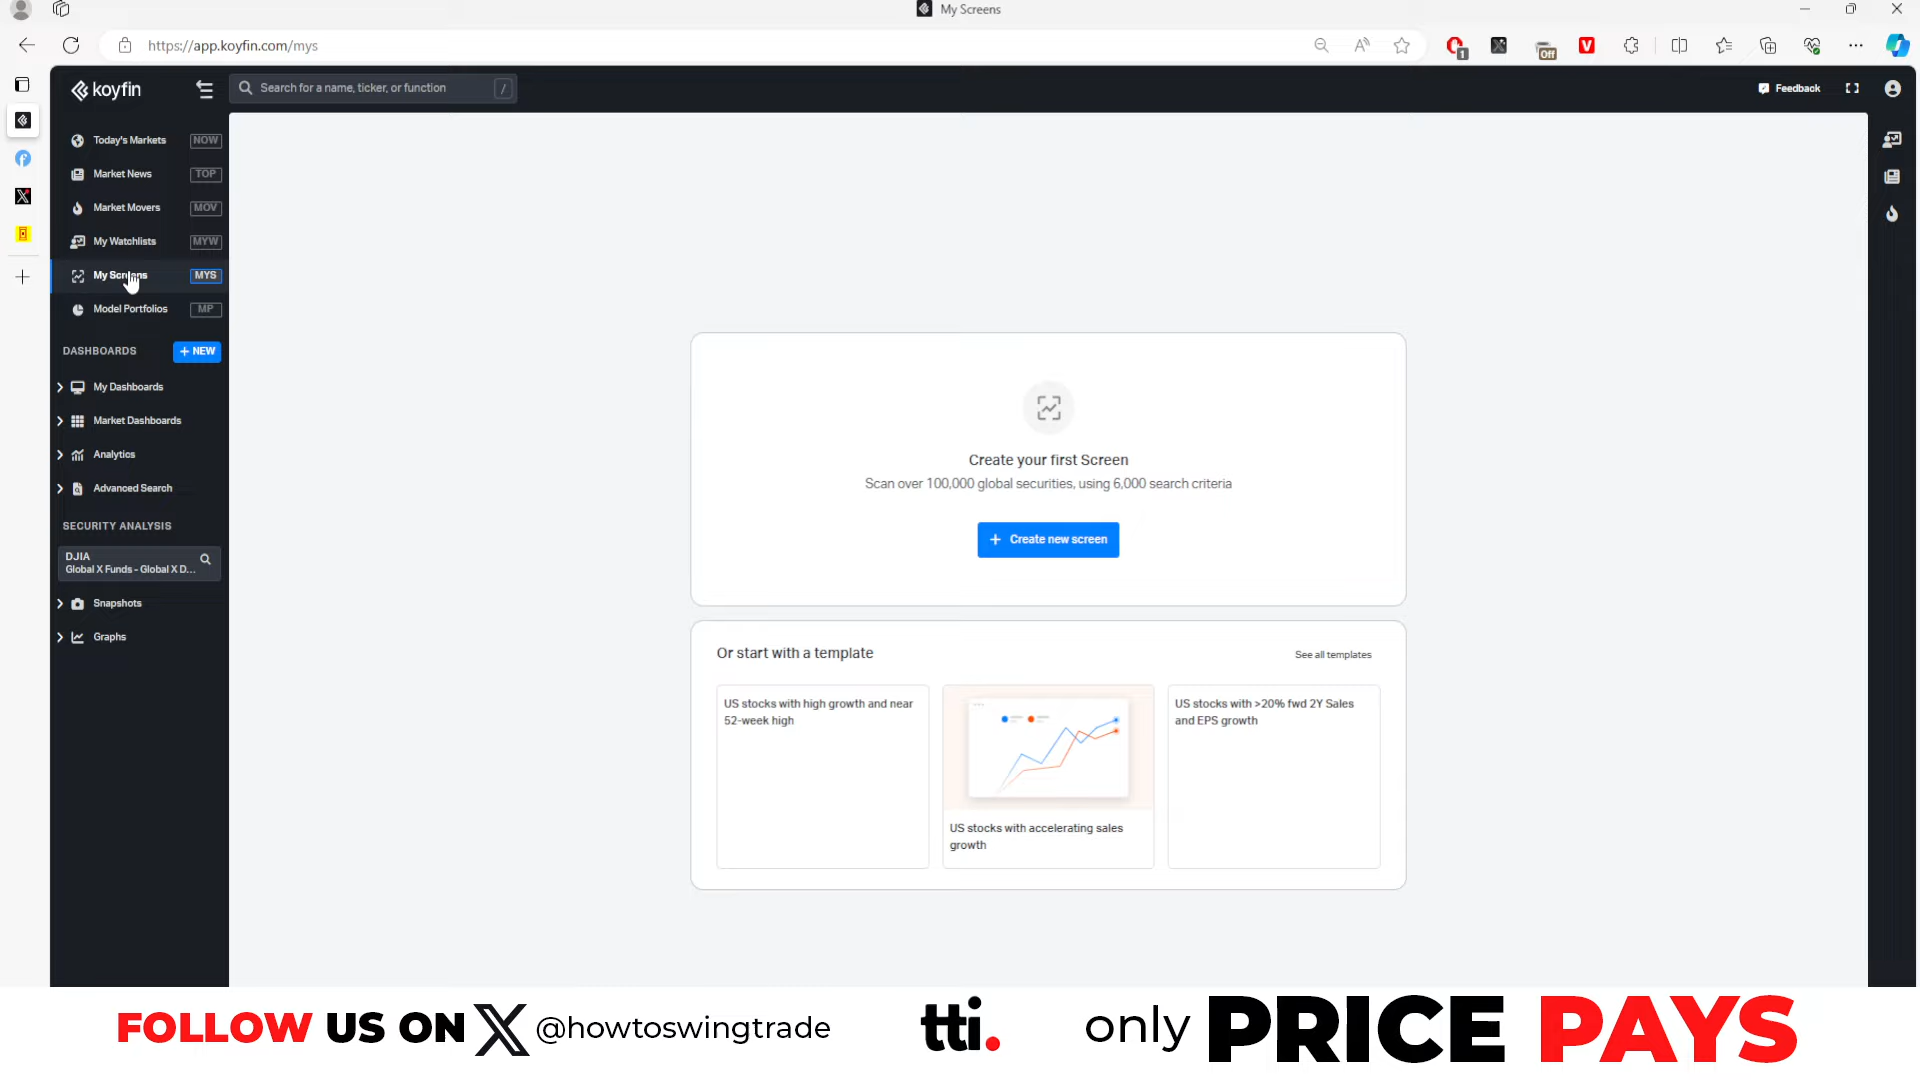 My Screens
https://app.koyfin.com/mys
1
Off
V
koyfin
Search for a name, ticker, or function
/
Feedback
Today's Markets
NOW
Market News
TOP
Market Movers
MOV
My Watchlists
MYW
My Screens
MYS
Model Portfolios
MP
DASHBOARDS
+ NEW
My Dashboards
Market Dashboards
Analytics
Advanced Search
SECURITY ANALYSIS
DJIA
Global X Funds - Global X D...
Snapshots
Graphs
Create your first Screen
Scan over 100,000 global securities, using 6,000 search criteria
+ Create new screen
Or start with a template
See all templates
US stocks with high growth and near
52-week high
US stocks with accelerating sales
growth
US stocks with >20% fwd 2Y Sales
and EPS growth
FOLLOW US ON X @howtoswingtrade
tti.
only PRICE PAYS